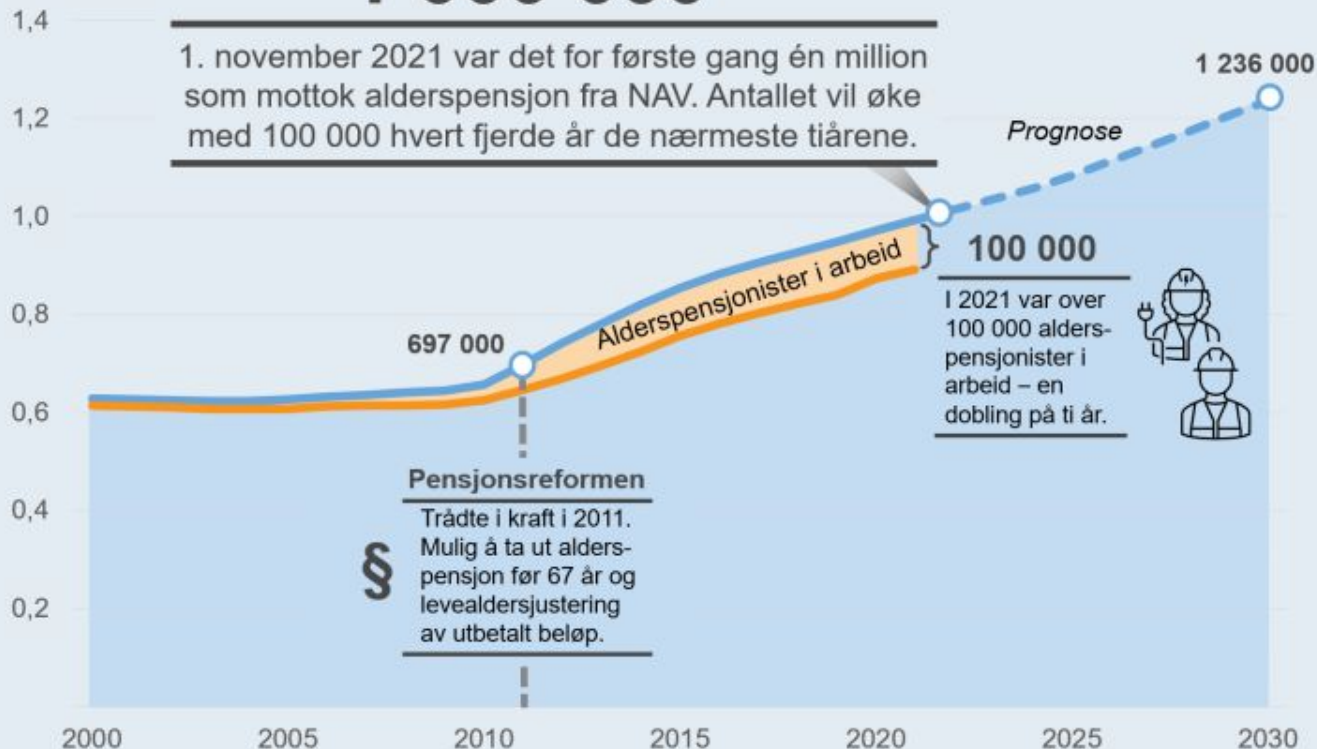 1,4
1. november 2021 var det for første gang én million
som mottok alderspensjon fra NAV. Antallet vil øke
med 100 000 hvert fjerde år de nærmeste tiårene.
1 236 000
1,2
Prognose
1,0
Alderspensjonister i arbeid
100 000
I 2021 var over
100 000 alders-
pensjonister i
arbeid – en
dobling på ti år.
0,8
697 000
0,6
Pensjonsreformen
§
Trådte i kraft i 2011.
Mulig å ta ut alders-
pensjon før 67 år og
levealdersjustering
av utbetalt beløp.
0,4
0,2
2000 2005 2010 2015 2020 2025 2030